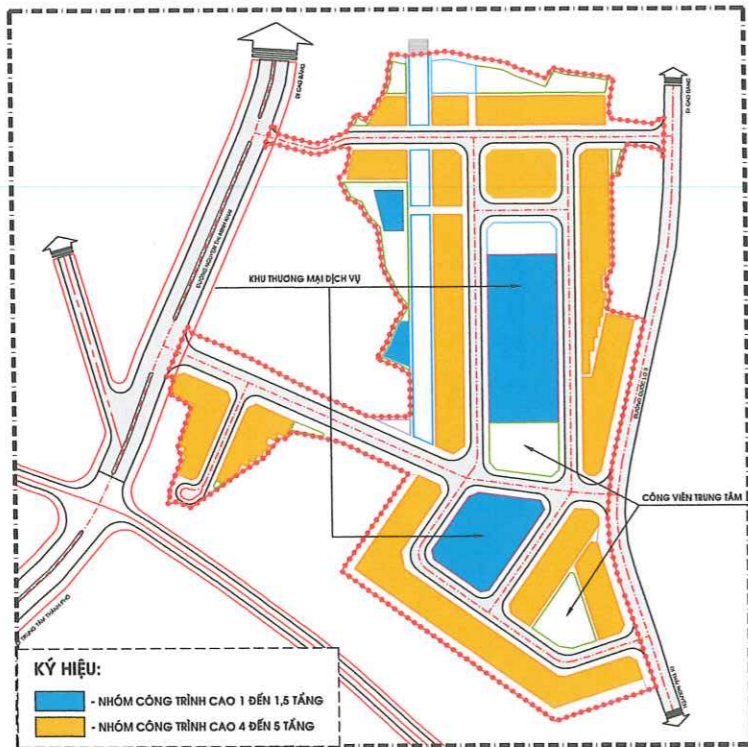 ĐI CAO BẰNG
ĐI CAO BẰNG
ĐƯỜNG NGUYỄN THỊ MINH KHAI
KHU THƯƠNG MẠI DỊCH VỤ
ĐƯỜNG QUỐC LỘ 3
CÔNG VIÊN TRUNG TÂM
TRUNG TÂM THÀNH PHỐ
ĐI THÁI NGUYÊN
KÝ HIỆU:
- NHÓM CÔNG TRÌNH CAO 1 ĐẾN 1,5 TẦNG
- NHÓM CÔNG TRÌNH CAO 4 ĐẾN 5 TẦNG